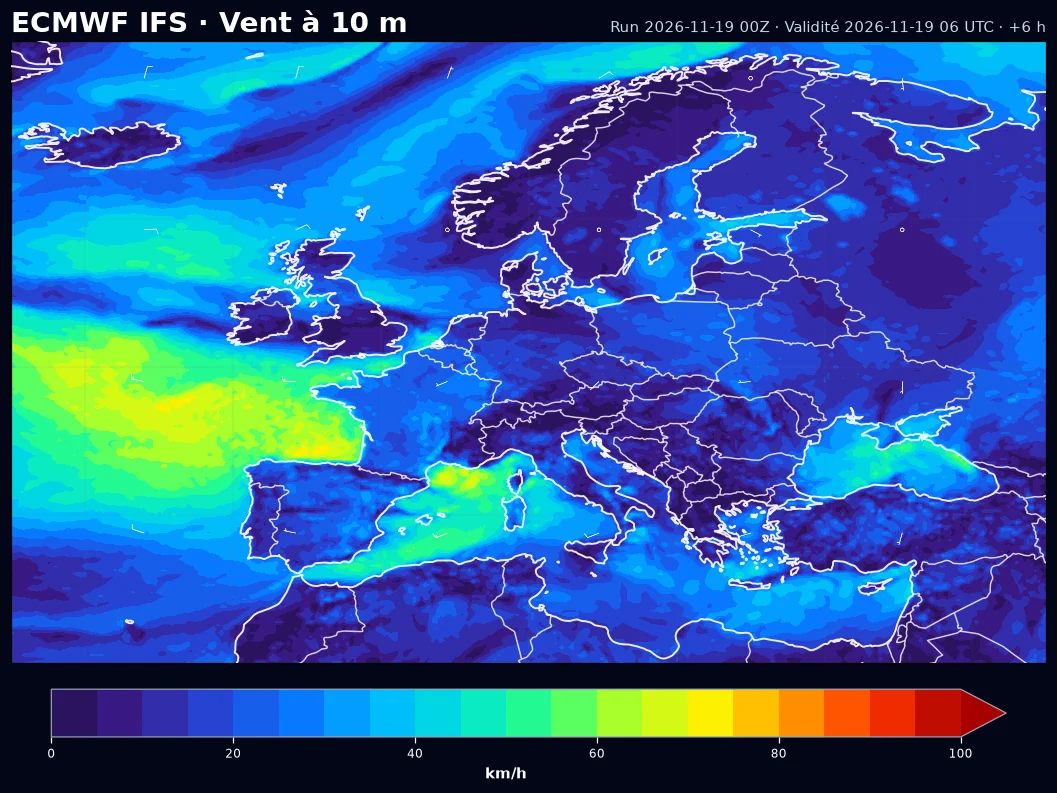 ECMWF IFS · Vent à 10 m
Run 2026-11-19 00Z · Validité 2026-11-19 06 UTC · +6 h
0 20 40 60 80 100
km/h